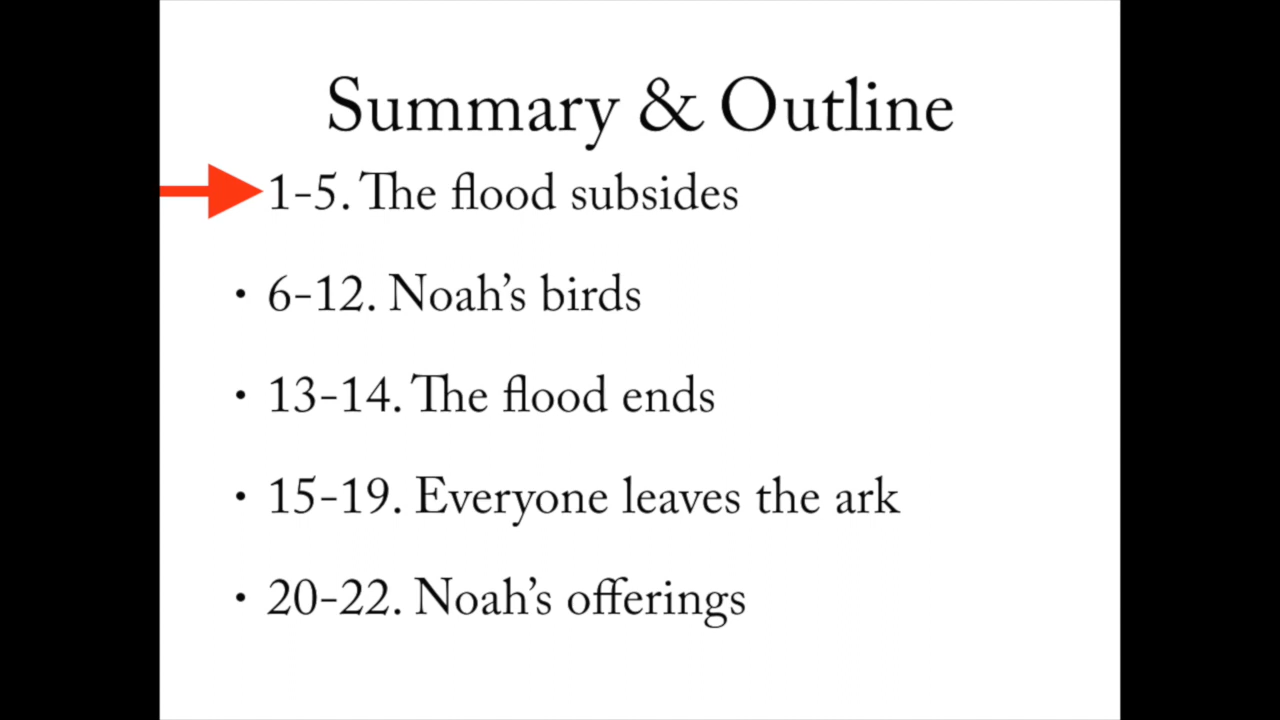 Summary & Outline
1-5. The flood subsides
• 6-12. Noah's birds
• 13-14. The flood ends
• 15-19. Everyone leaves the ark
• 20-22. Noah's offerings